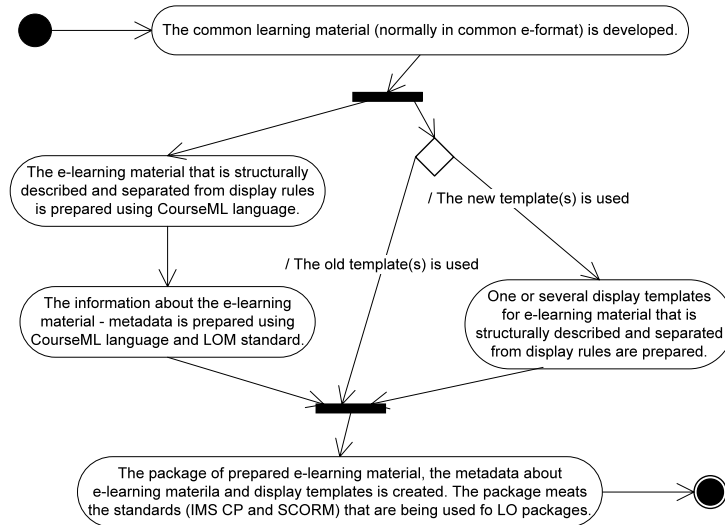 The common learning material (normally in common e-format) is developed.
The e-learning material that is structurally
described and separated from display rules
is prepared using CourseML language.
/ The new template(s) is used
/ The old template(s) is used
The information about the e-learning
material - metadata is prepared using
CourseML language and LOM standard.
One or several display templates
for e-learning material that is
structurally described and separated
from display rules are prepared.
The package of prepared e-learning material, the metadata about
e-learning materila and display templates is created. The package meats
the standards (IMS CP and SCORM) that are being used fo LO packages.